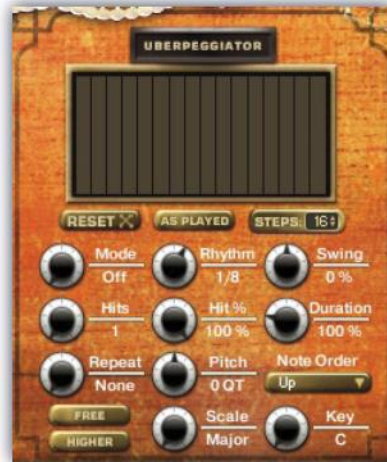 UBERPEGGIATOR
RESET AS PLAYED STEPS: 16
Mode Rhythm Swing
Off 1/8 0 %
Hits Hit % Duration
1 100 % 100 %
Repeat Pitch Note Order
None 0 QT Up
FREE Scale Key
HIGHER Major C